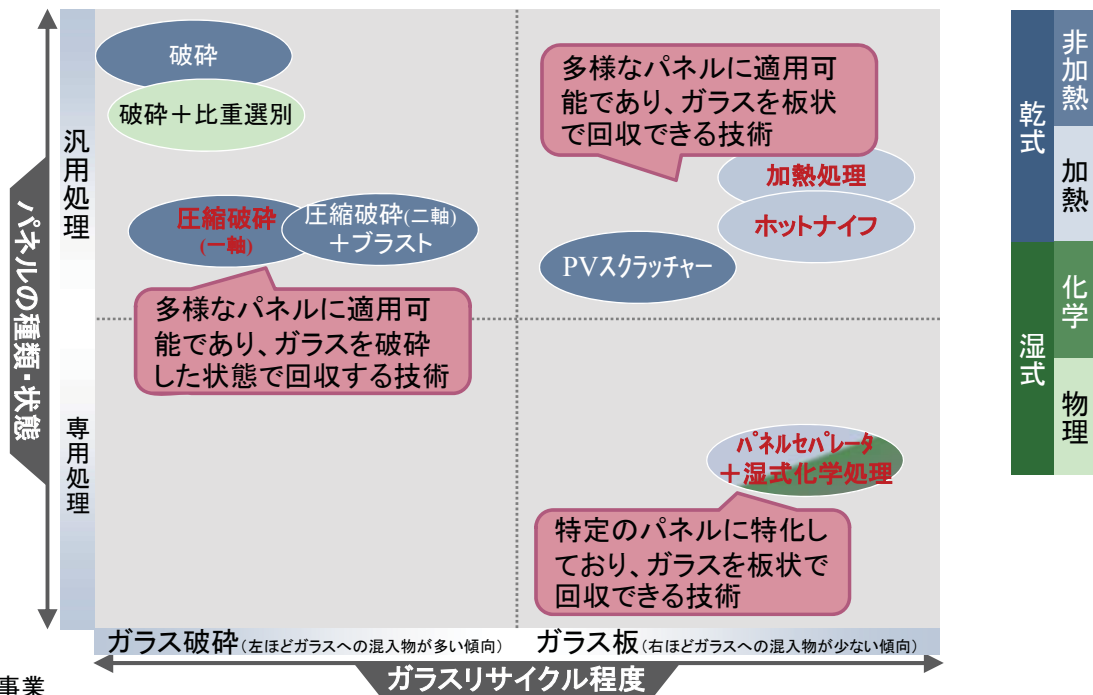 破砕
破砕＋比重選別
多様なパネルに適用可
能であり、ガラスを板状
で回収できる技術
加熱処理
ホットナイフ
圧縮破砕
(一軸)
圧縮破砕(二軸)
＋ブラスト
PVスクラッチャー
多様なパネルに適用可
能であり、ガラスを破砕
した状態で回収する技術
パネルセパレータ
＋湿式化学処理
特定のパネルに特化し
ており、ガラスを板状で
回収できる技術
パネルの種類・状態
汎用処理
専用処理
ガラス破砕(左ほどガラスへの混入物が多い傾向)
ガラス板(右ほどガラスへの混入物が少ない傾向)
ガラスリサイクル程度
事業
乾式
非加熱
加熱
湿式
化学
物理